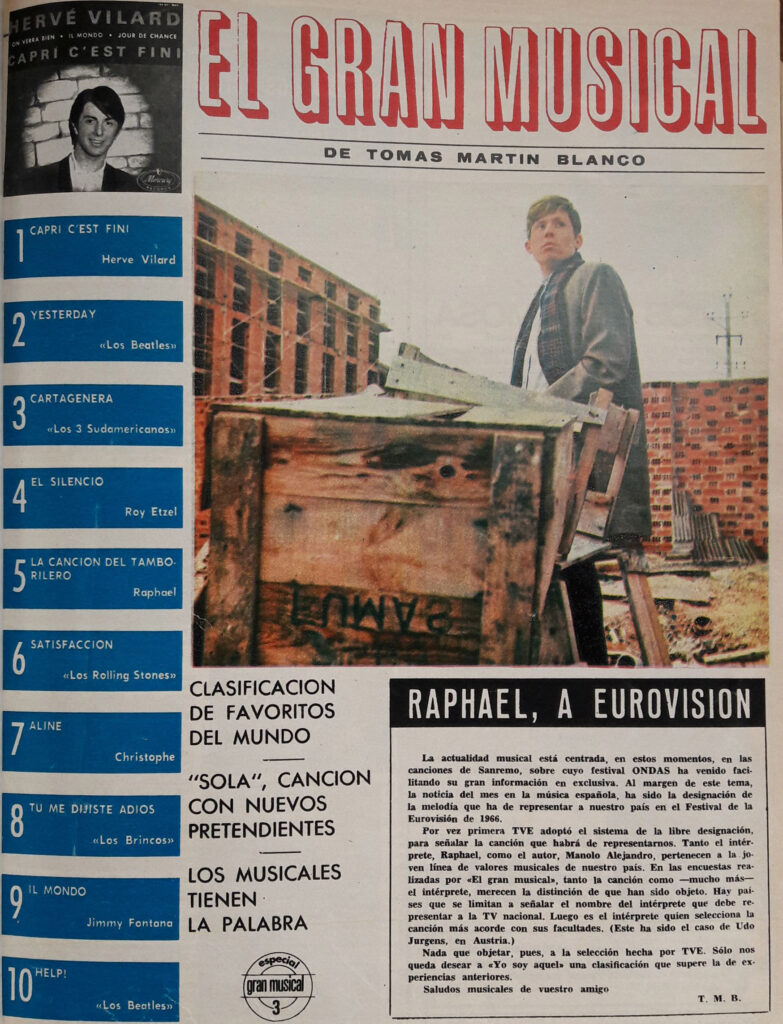 HERVÉ VILARD
ON VERRA BIEN • IL MONDO • JOUR DE CHANCE
CAPRI C'EST FINI
Mercury
RECORDS
EL GRAN MUSICAL
DE TOMAS MARTIN BLANCO
1 CAPRI C'EST FINI
Herve Vilard
2 YESTERDAY
«Los Beatles»
3 CARTAGENERA
«Los 3 Sudamericanos»
4 EL SILENCIO
Roy Etzel
5 LA CANCION DEL TAMBO-
RILERO
Raphael
6 SATISFACCION
«Los Rolling Stones»
7 ALINE
Christophe
8 TU ME DIJISTE ADIOS
«Los Brincos»
9 IL MONDO
Jimmy Fontana
10 HELP!
«Los Beatles»
CLASIFICACION
DE FAVORITOS
DEL MUNDO
"SOLA", CANCION
CON NUEVOS
PRETENDIENTES
LOS MUSICALES
TIENEN
LA PALABRA
especial
gran musical
3
RAPHAEL, A EUROVISION
La actualidad musical está centrada, en estos momentos, en las
canciones de Sanremo, sobre cuyo festival ONDAS ha venido faci-
litando su gran información en exclusiva. Al margen de este tema,
la noticia del mes en la música española, ha sido la designación de
la melodía que ha de representar a nuestro país en el Festival de la
Eurovisión de 1966.
Por vez primera TVE adoptó el sistema de la libre designación,
para señalar la canción que habrá de representarnos. Tanto el intér-
prete, Raphael, como el autor, Manolo Alejandro, pertenecen a la jo-
ven línea de valores musicales de nuestro país. En las encuestas rea-
lizadas por «El gran musical», tanto la canción como —mucho más—
el intérprete, merecen la distinción de que han sido objeto. Hay paí-
ses que se limitan a señalar el nombre del intérprete que debe re-
presentar a la TV nacional. Luego es el intérprete quien selecciona la
canción más acorde con sus facultades. (Este ha sido el caso de Udo
Jurgens, en Austria.)
Nada que objetar, pues, a la selección hecha por TVE. Sólo nos
queda desear a «Yo soy aquel» una clasificación que supere la de ex-
periencias anteriores.
Saludos musicales de vuestro amigo
T. M. B.